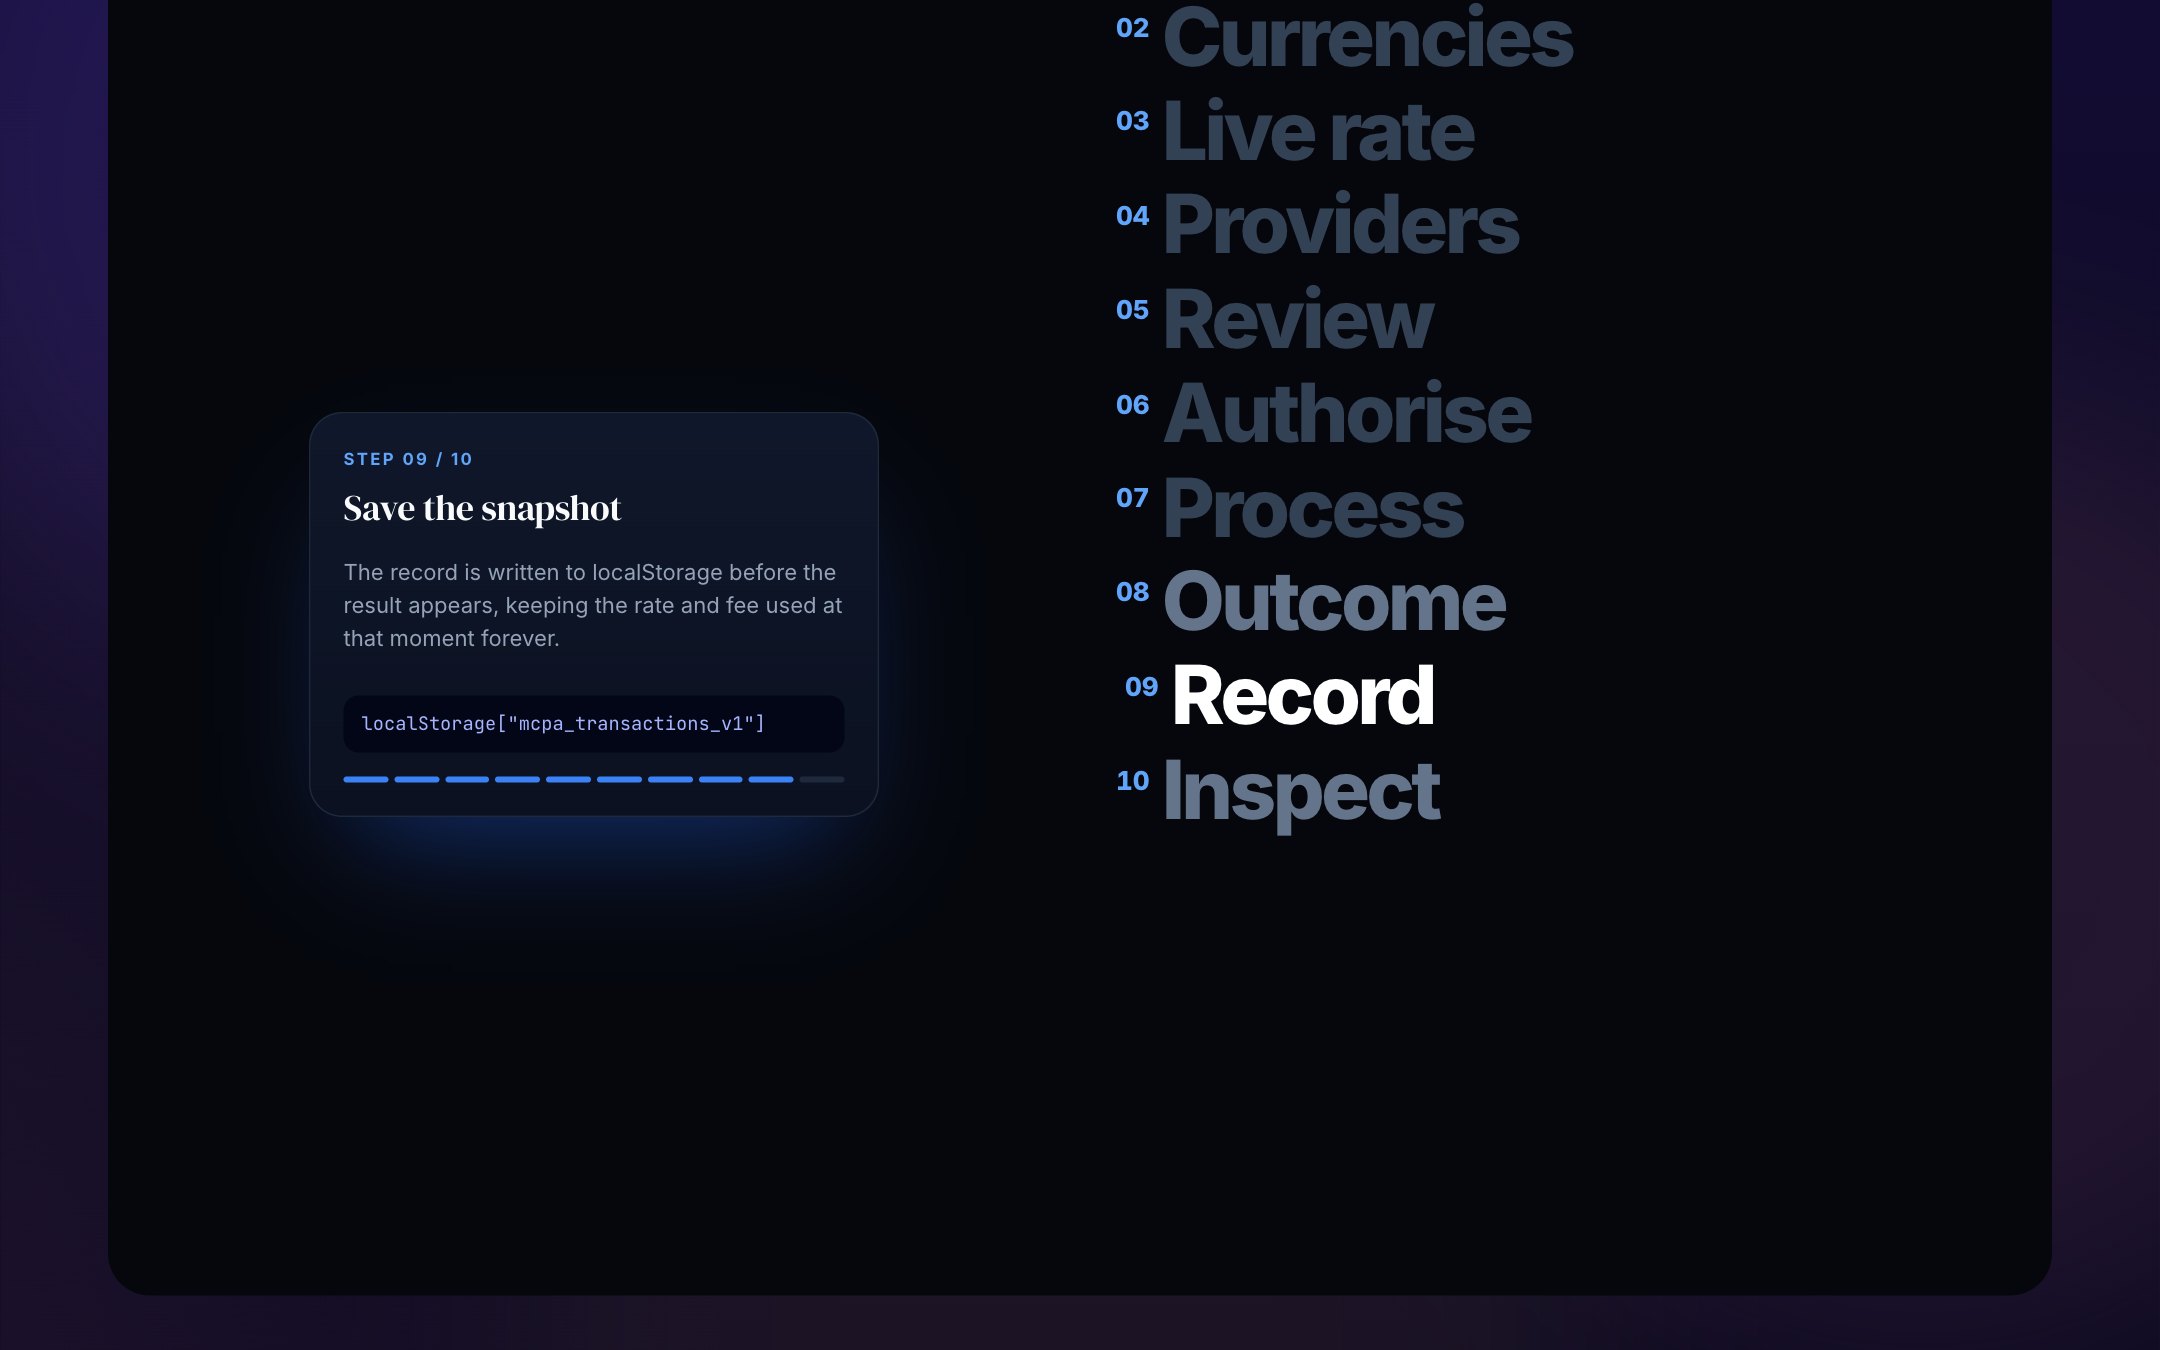 STEP 09 / 10
Save the snapshot
The record is written to localStorage before the
result appears, keeping the rate and fee used at
that moment forever.
localStorage["mcpa_transactions_v1"]
02 Currencies
03 Live rate
04 Providers
05 Review
06 Authorise
07 Process
08 Outcome
09 Record
10 Inspect